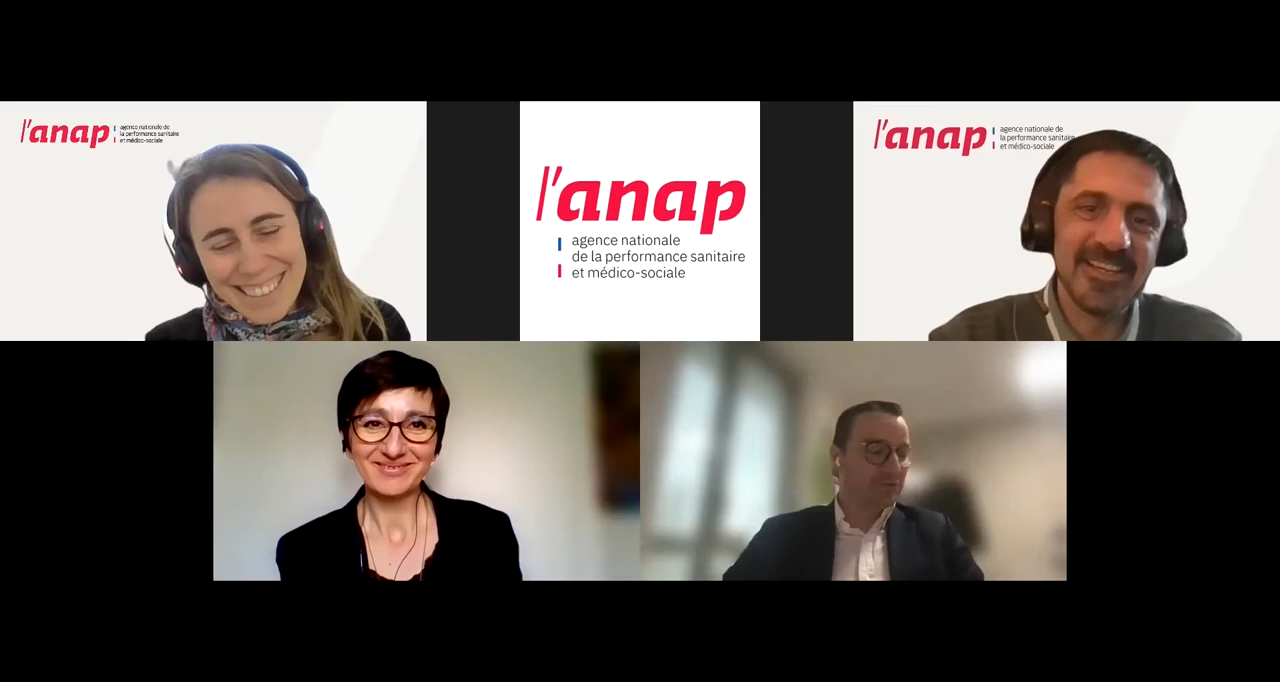 l'anap
agence nationale de
la performance sanitaire
et médico-sociale
l'anap
agence nationale
de la performance sanitaire
et médico-sociale
l'anap
agence nationale de
la performance sanitaire
et médico-sociale